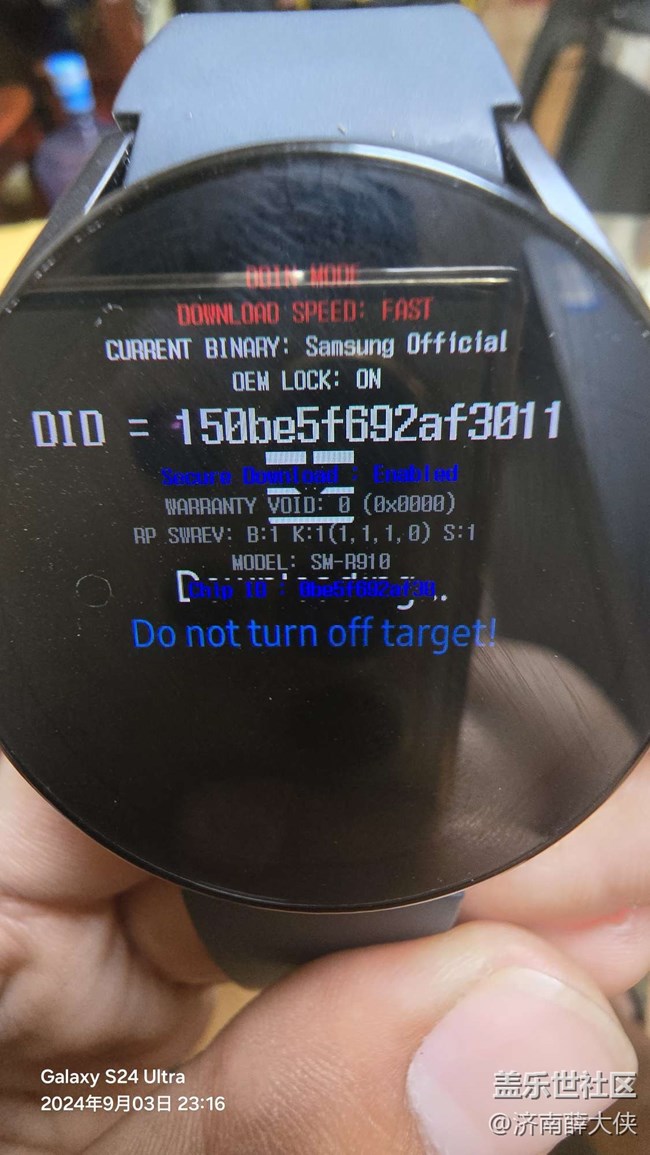 ODIN MODE
DOWNLOAD SPEED: FAST
CURRENT BINARY: Samsung Official
OEM LOCK: ON
DID = 150be5f692af3011
Secure Download : Enabled
WARRANTY VOID: 0 (0x0000)
RP SWREV: B:1 K:1(1,1,1,0) S:1
MODEL: SM-R910
Downloading...
Chip ID : 0be5f692af30
Do not turn off target!
Galaxy S24 Ultra
2024年9月03日 23:16
盖乐世社区
@济南薛大侠